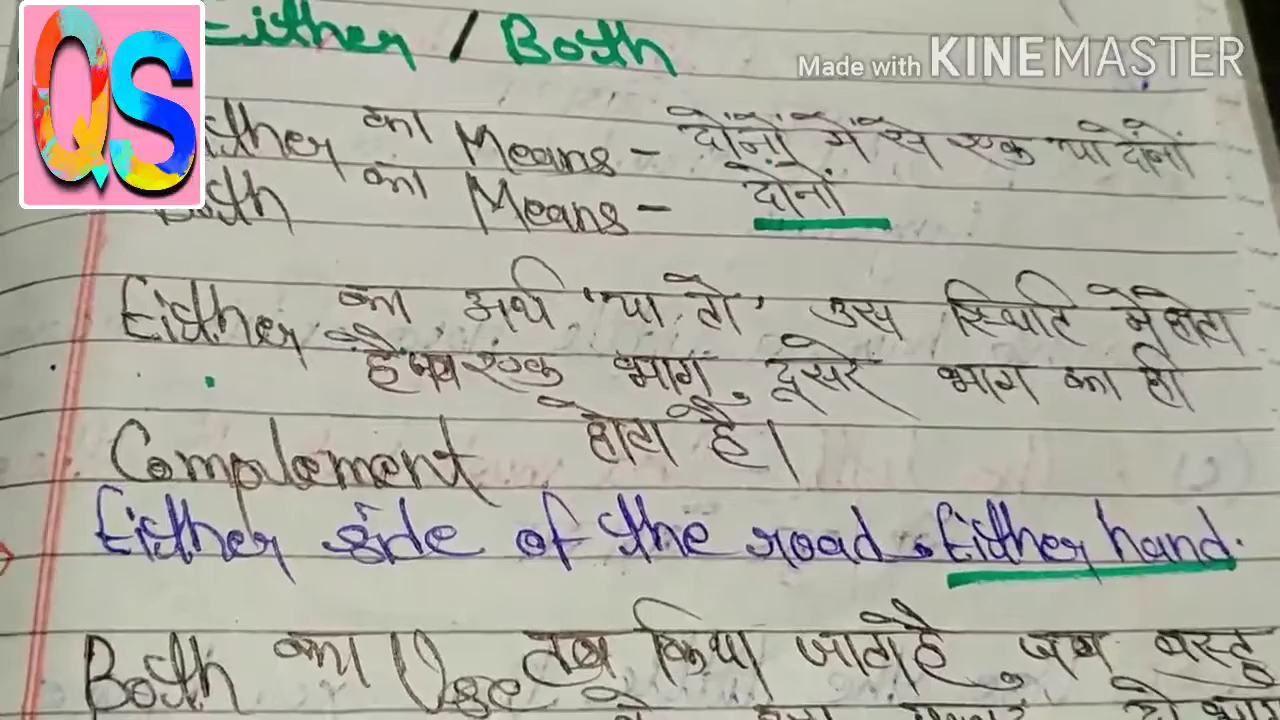 QS
Either / Both
Made with KINEMASTER
ther का Means - दोनों में से एक या दोनों
Both का Means - दोनों
Either का अर्थ 'या तो' उस स्थिति में होता
है जब एक भाग, दूसरे भाग का ही
Complement होता है।
Either side of the road. Either hand.
Both का Use तब किया जाता है, जब वस्तु